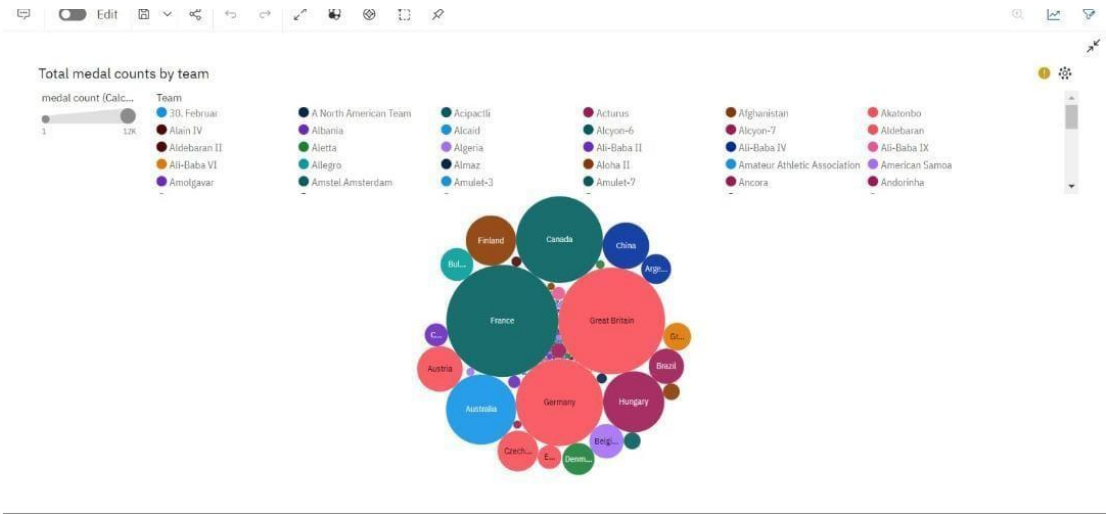 Edit
Total medal counts by team
medal count (Calc...
1 12K
Team
30. Februar A North American Team Acipactli Acturus Afghanistan Akatonbo
Alain IV Albania Alcaid Alcyon-6 Alcyon-7 Aldebaran
Aldebaran II Aletta Algeria Ali-Baba II Ali-Baba IV Ali-Baba IX
Ali-Baba VI Allegro Almaz Aloha II Amateur Athletic Association American Samoa
Amolgavar Amstel Amsterdam Amulet-3 Amulet-7 Ancora Andorinha
Finland
Canada
China
Bul...
Arge...
France
Great Britain
C...
Gr...
Austria
Brazil
Australia
Germany
Hungary
Belgi...
Czech...
E...
Denm...